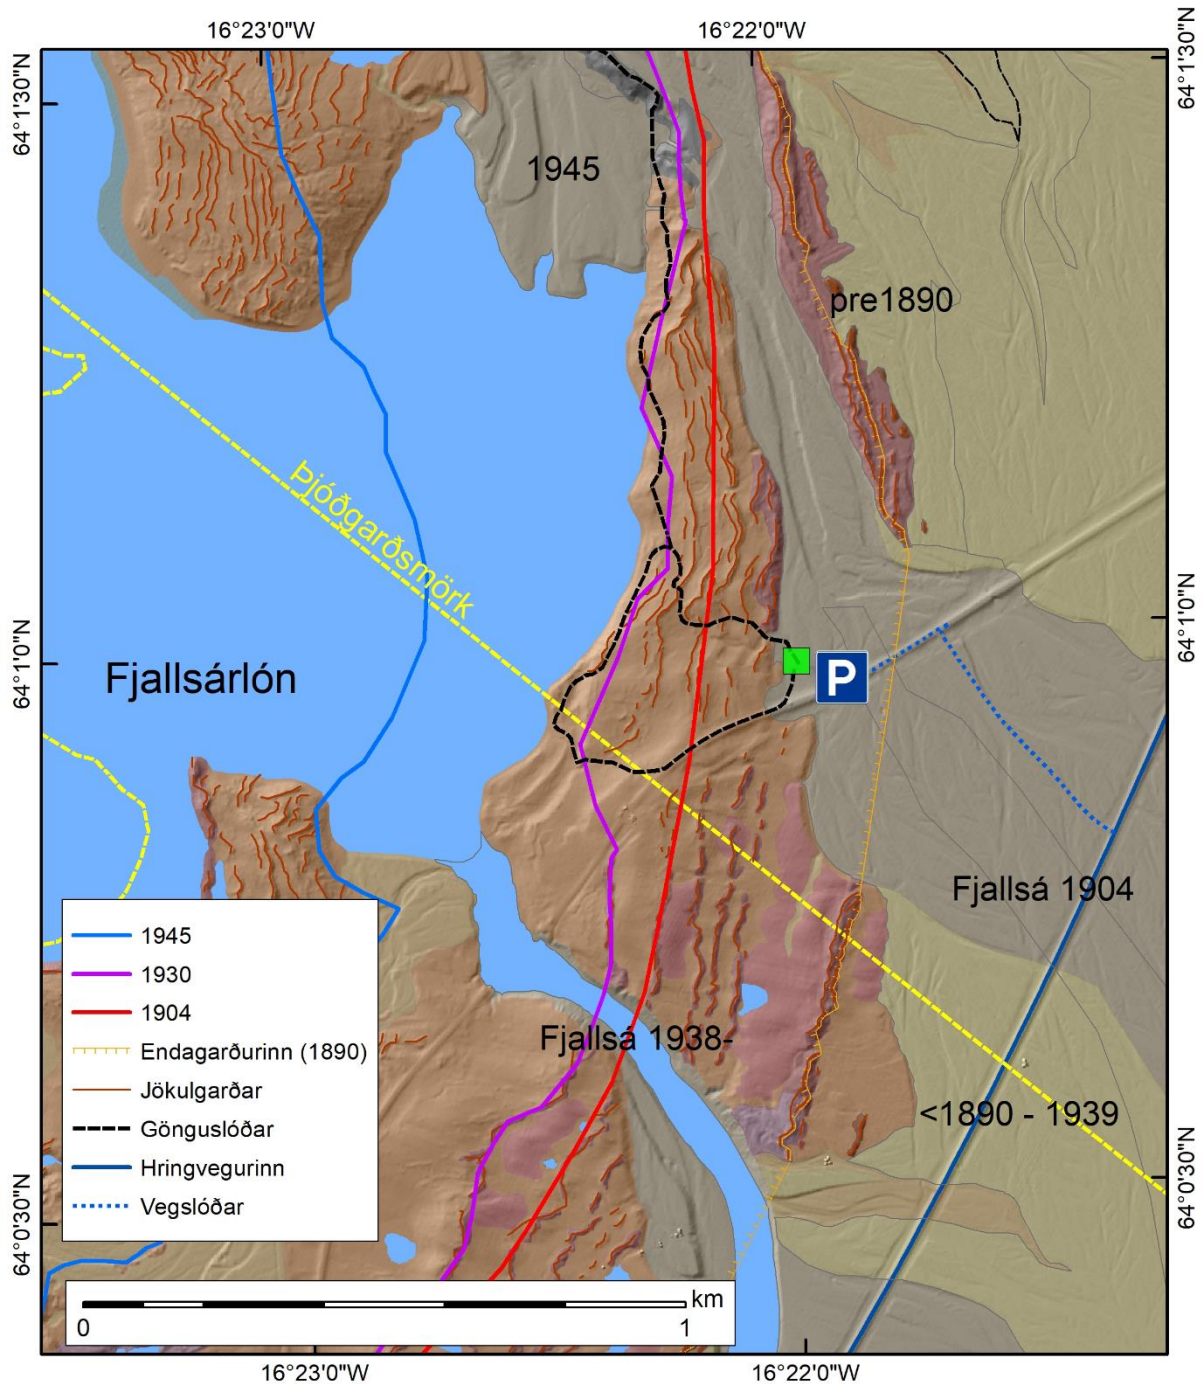 16°23'0"W
16°22'0"W
64°1'30"N
64°1'30"N
1945
pre1890
Þjóðgarðsmörk
64°1'0"N
64°1'0"N
Fjallsárlón
P
Fjallsá 1904
1945
1930
1904
Endagarðurinn (1890)
Jökulgarðar
Gönguslóðar
Hringvegurinn
Vegslóðar
Fjallsá 1938-
<1890 - 1939
64°0'30"N
64°0'30"N
km
0
1
16°23'0"W
16°22'0"W